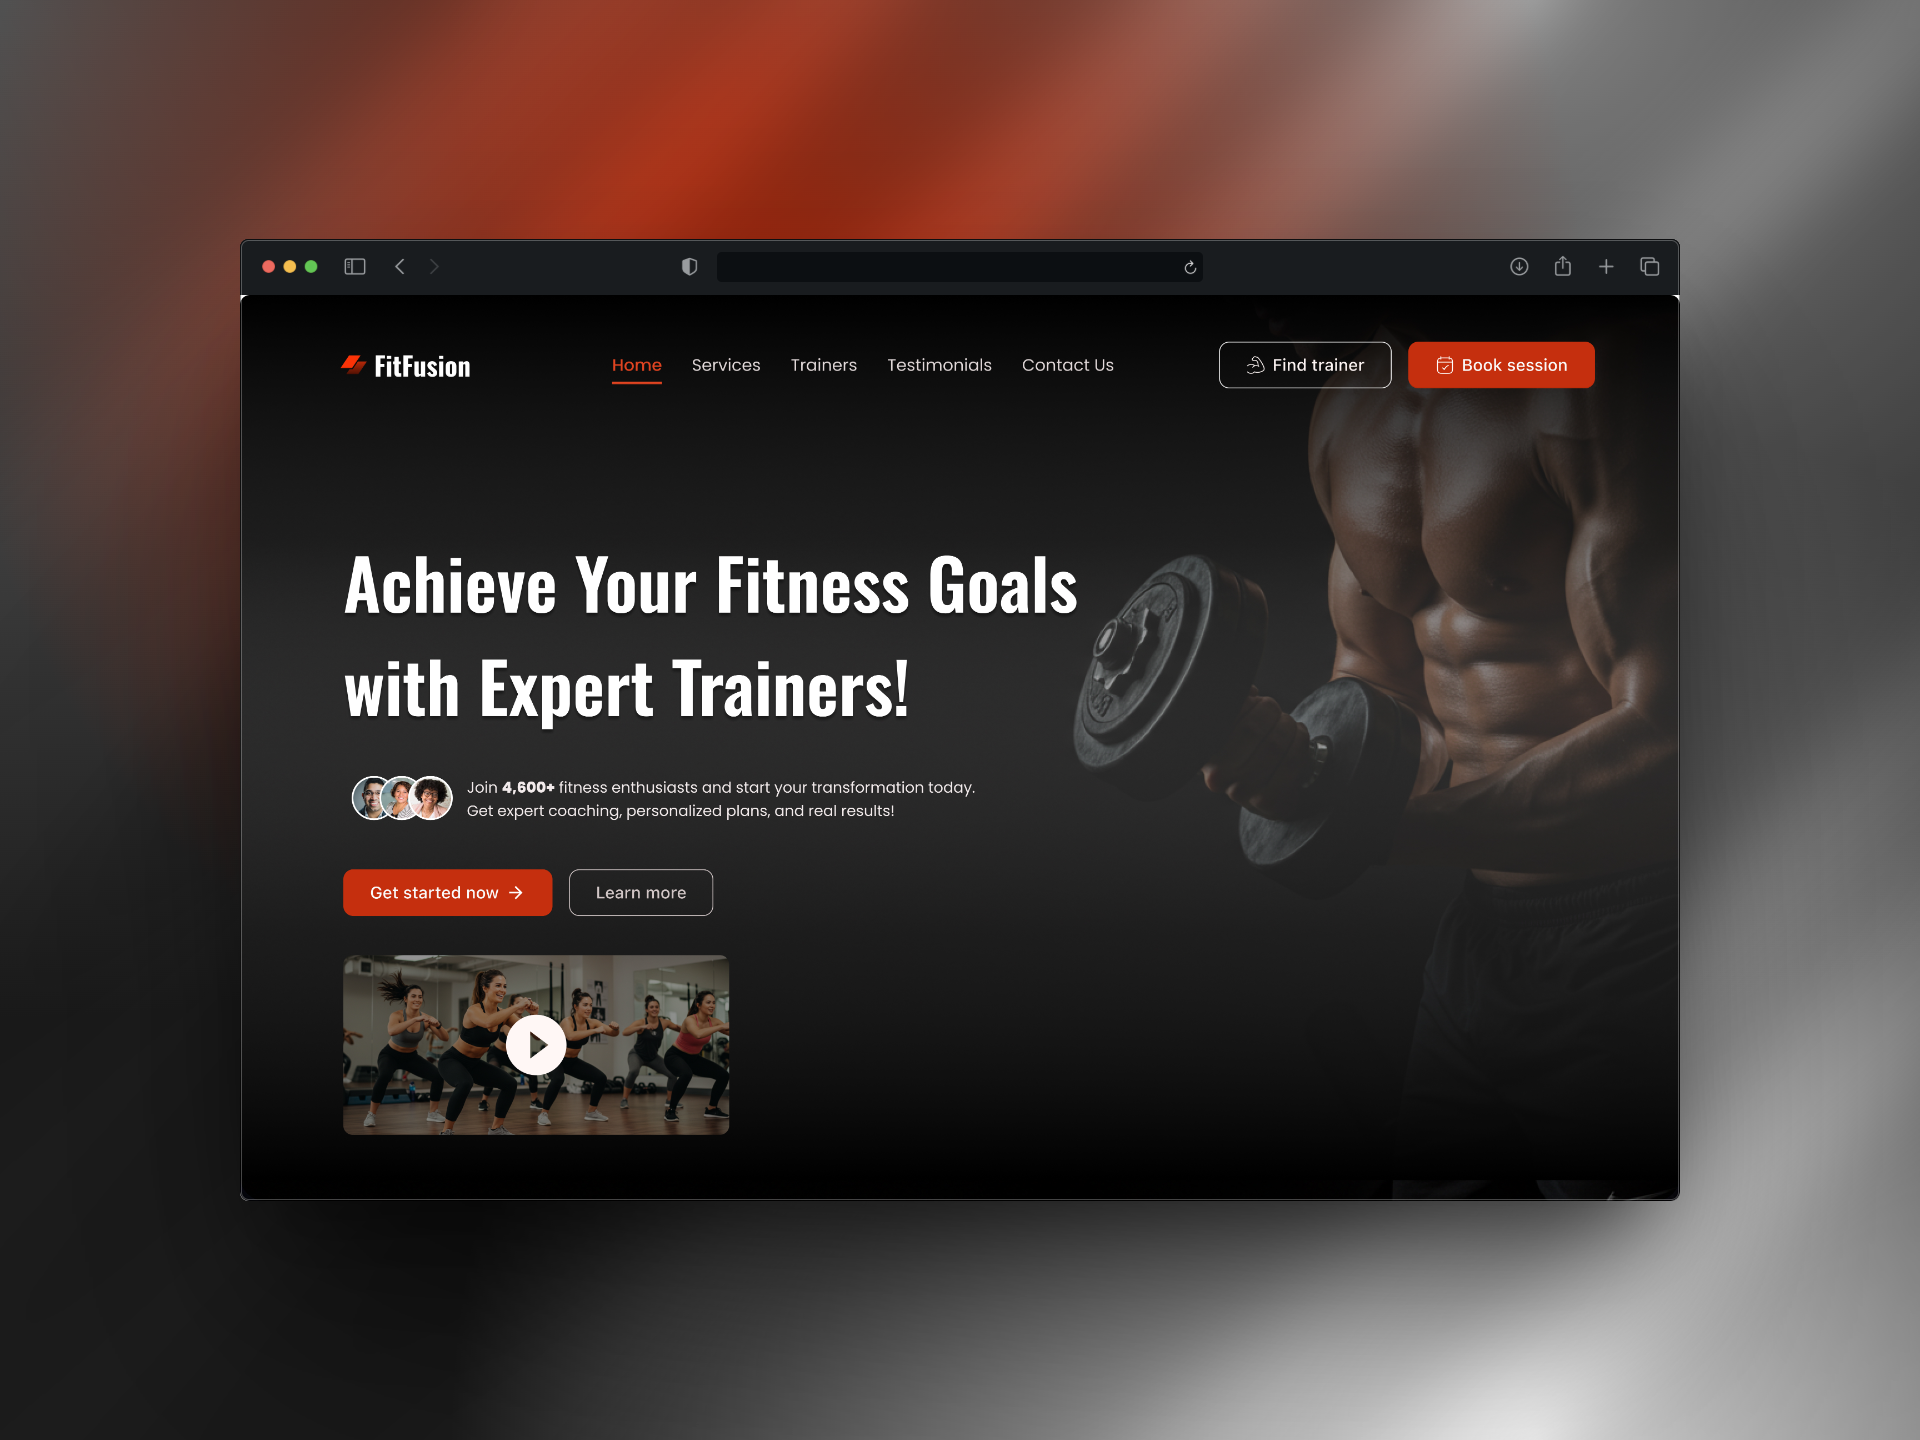 FitFusion
Home
Services
Trainers
Testimonials
Contact Us
Find trainer
Book session
Achieve Your Fitness Goals
with Expert Trainers!
Join 4,600+ fitness enthusiasts and start your transformation today.
Get expert coaching, personalized plans, and real results!
Get started now
Learn more